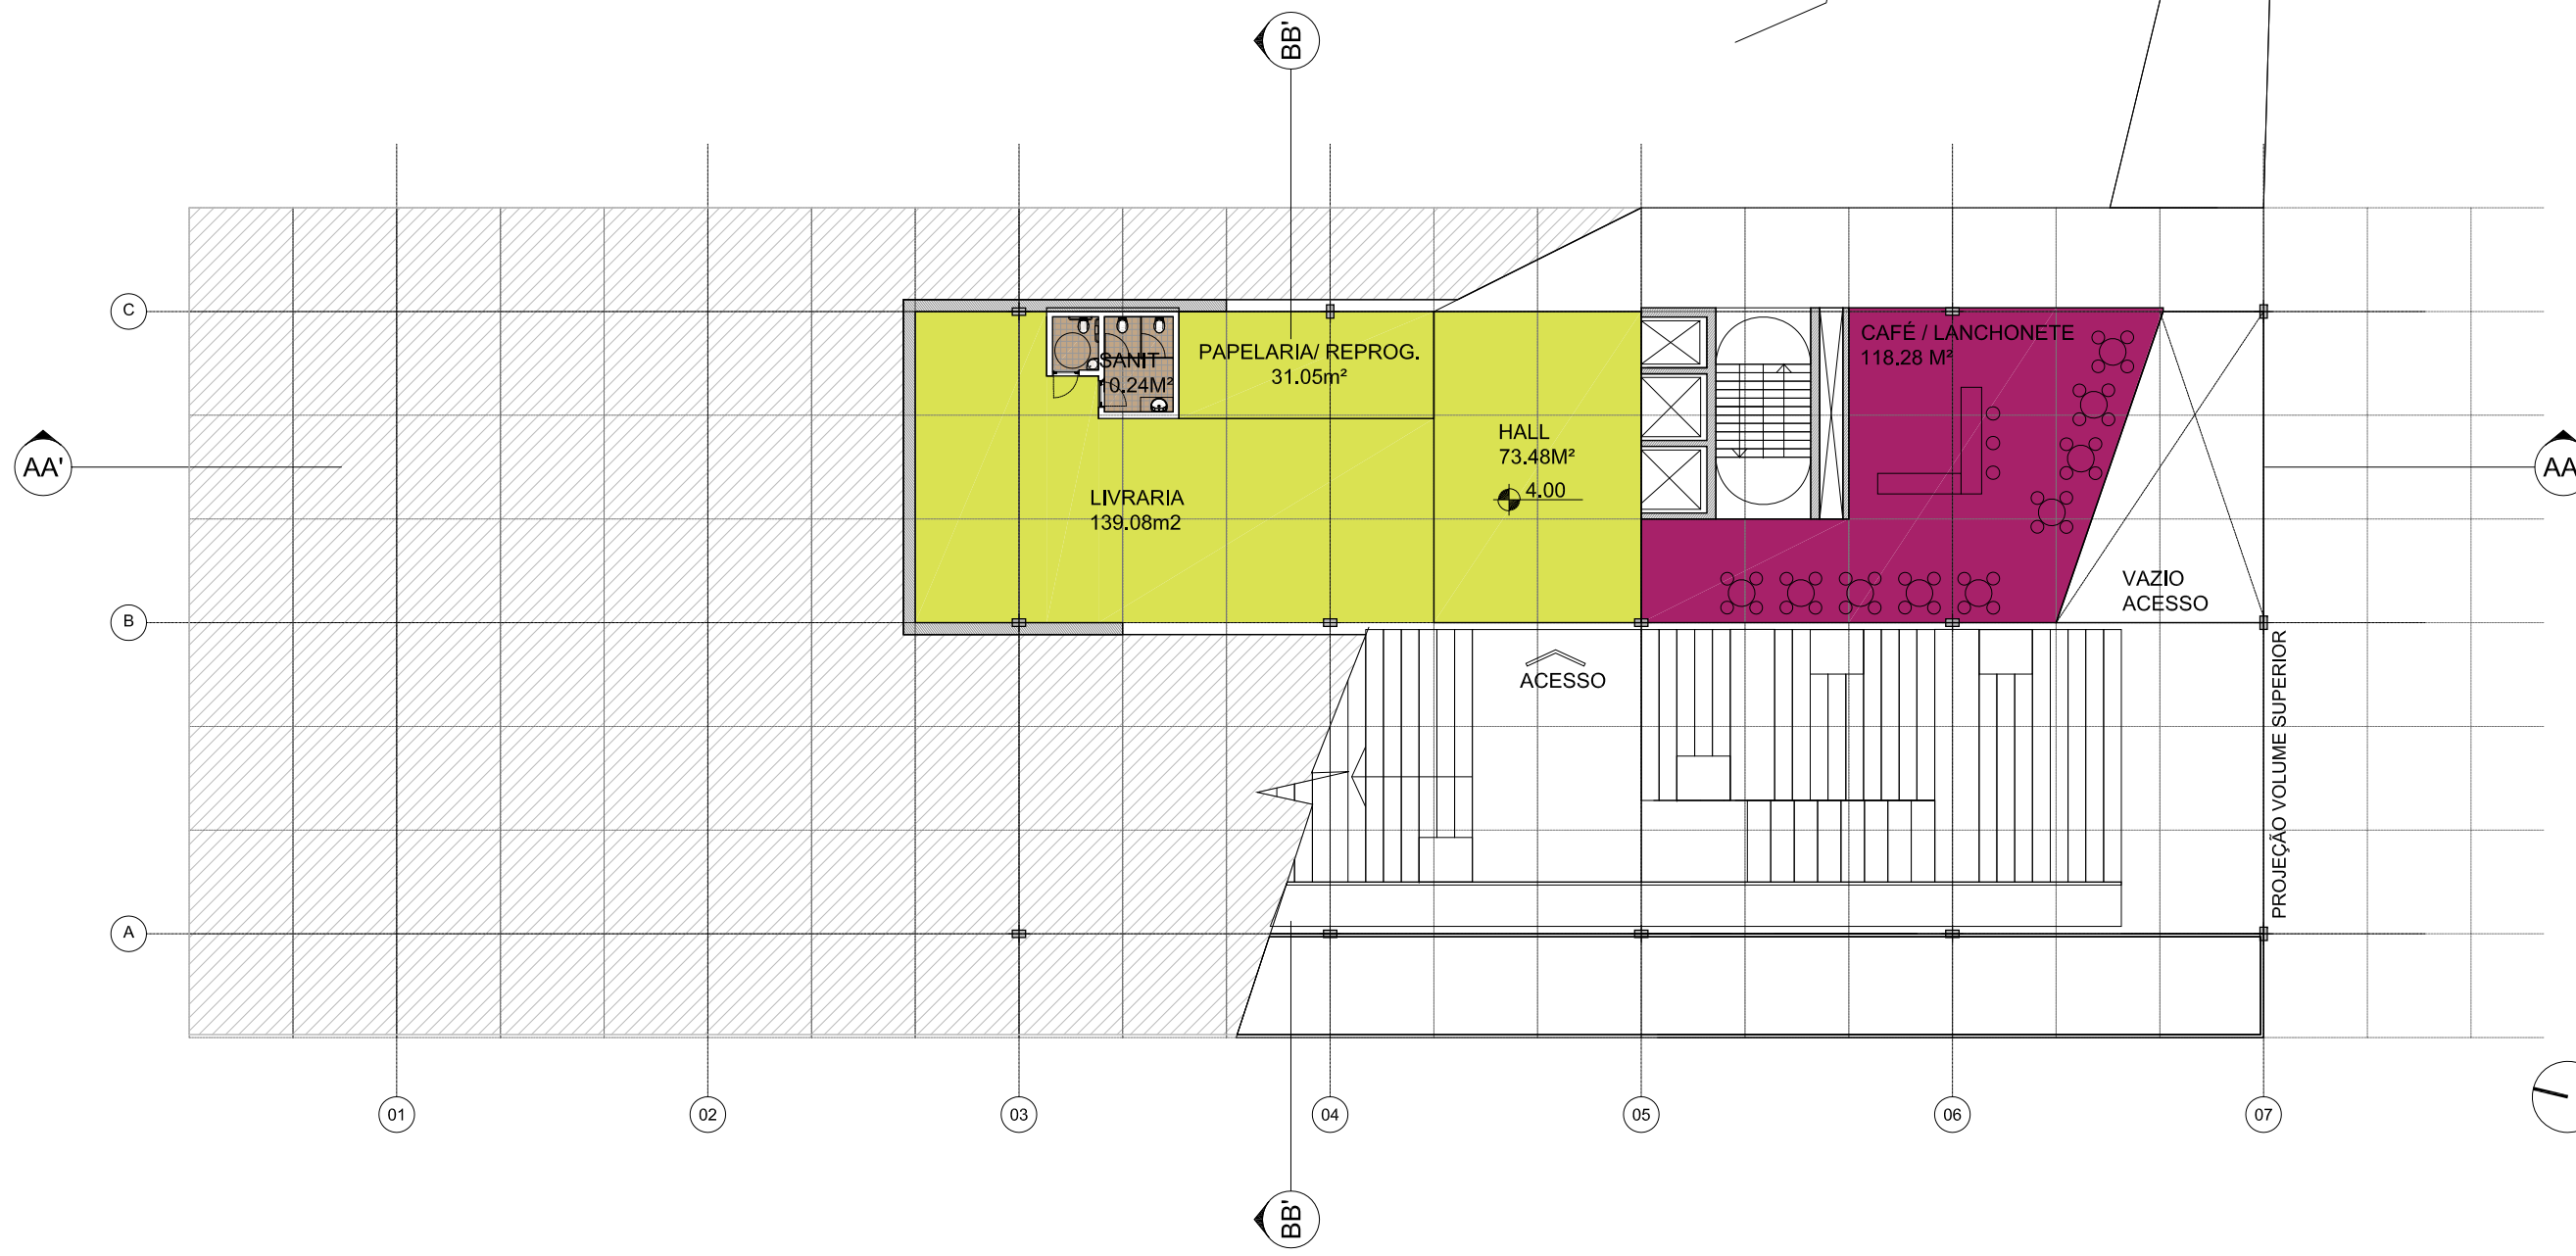 BB'
C
CAFÉ / LANCHONETE
118.28 M²
PAPELARIA/ REPROG.
31.05m²
SANIT
0.24M²
HALL
73.48M²
4.00
AA'
AA
LIVRARIA
139.08m2
VAZIO
ACESSO
B
ACESSO
PROJEÇÃO VOLUME SUPERIOR
A
01
02
03
04
05
06
07
BB'